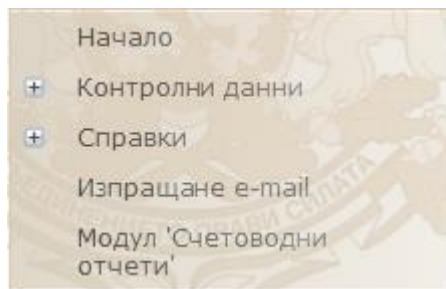 Начало
Контролни данни
Справки
Изпращане e-mail
Модул 'Счетоводни
отчети'